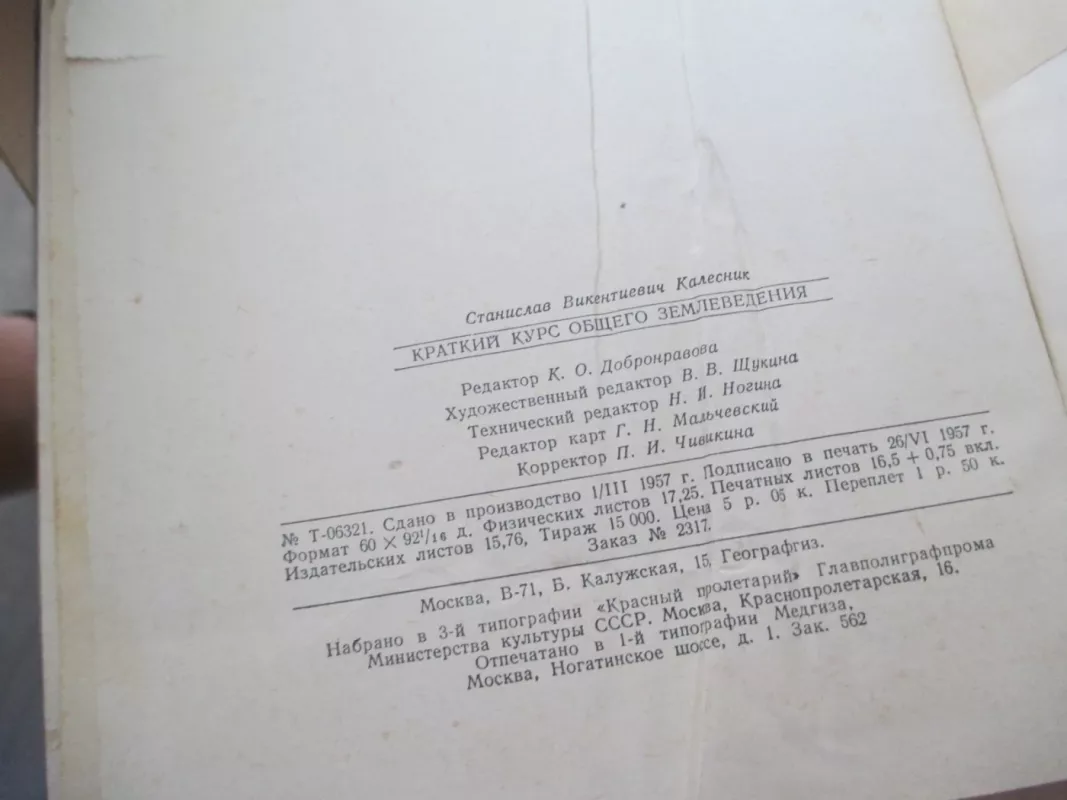 Станислав Викентиевич Калесник
КРАТКИЙ КУРС ОБЩЕГО ЗЕМЛЕВЕДЕНИЯ
Редактор К. О. Добронравова
Художественный редактор В. В. Щукина
Технический редактор Н. И. Ногина
Редактор карт Г. Н. Мальчевский
Корректор П. И. Чивикина
№ Т-06321. Сдано в производство 1/III 1957 г. Подписано в печать 26/VI 1957 г.
Формат 60 × 92¹/₁₆ д. Физических листов 17,25. Печатных листов 16,5 + 0,75 вкл.
Издательских листов 15,76, Тираж 15 000. Цена 5 р. 05 к. Переплет 1 р. 50 к.
Заказ № 2317.
Москва, В-71, Б. Калужская, 15, Географгиз.
Набрано в 3-й типографии «Красный пролетарий» Главполиграфпрома
Министерства культуры СССР. Москва, Краснопролетарская, 16.
Отпечатано в 1-й типографии Медгиза,
Москва, Ногатинское шоссе, д. 1. Зак. 562